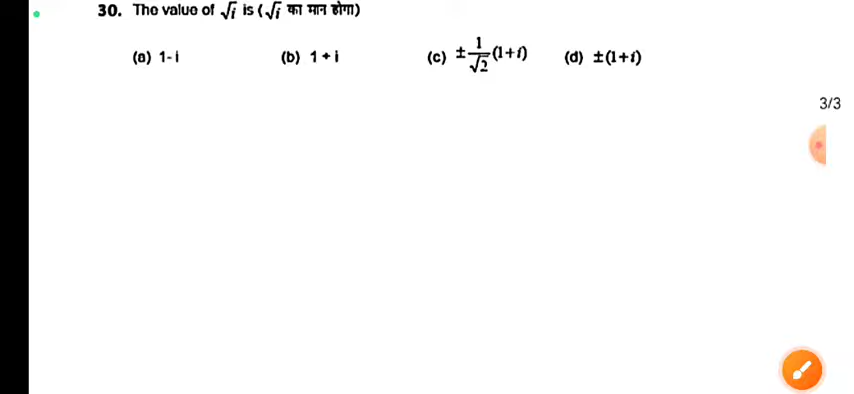 30. The value of √i is (√i का मान होगा)
(a) 1-i (b) 1+i (c) ±1/√2(1+i) (d) ±(1+i)
3/3